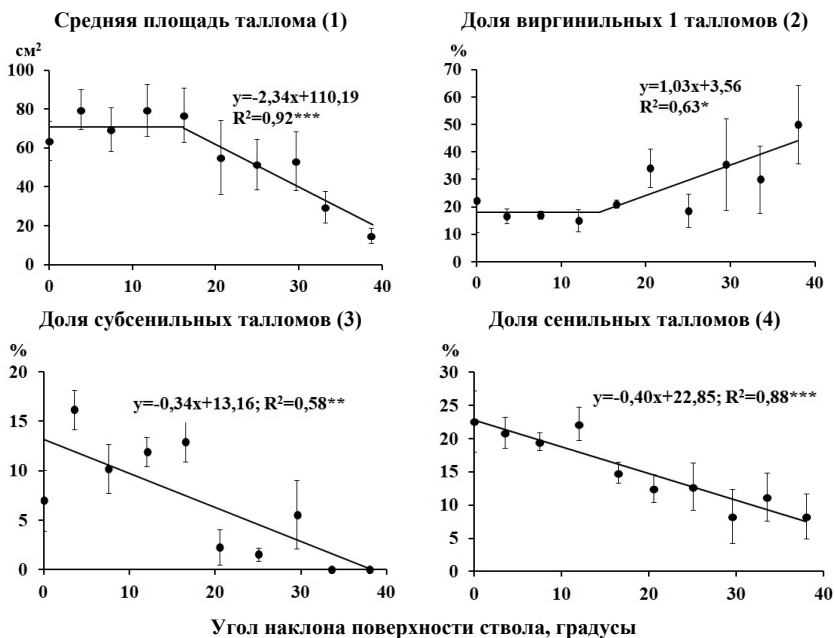 Средняя площадь таллома (1)
см²
100
80
60
40
20
0
0 10 20 30 40
y=-2,34x+110,19
R²=0,92***
Доля виргинильных 1 талломов (2)
%
70
60
50
40
30
20
10
0
0 10 20 30 40
y=1,03x+3,56
R²=0,63*
Доля субсенильных талломов (3)
%
20
15
10
5
0
0 10 20 30 40
y=-0,34x+13,16; R²=0,58**
Доля сенильных талломов (4)
%
30
25
20
15
10
5
0
0 10 20 30 40
y=-0,40x+22,85; R²=0,88***
Угол наклона поверхности ствола, градусы